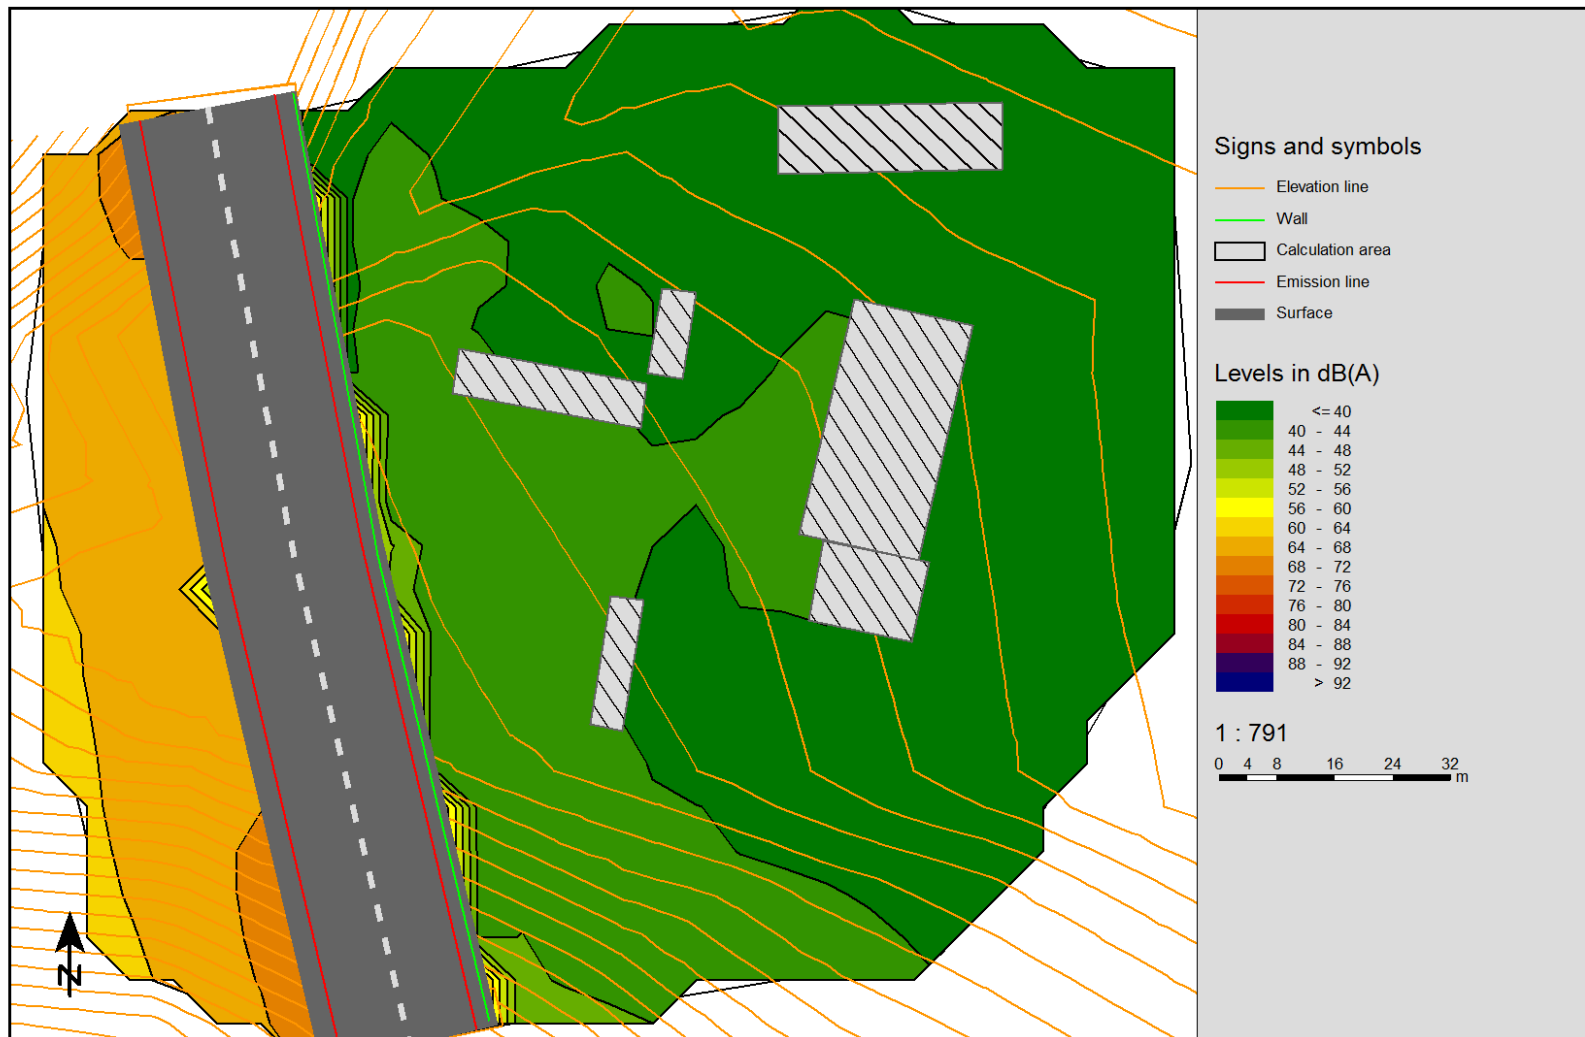 Signs and symbols
Elevation line
Wall
Calculation area
Emission line
Surface
Levels in dB(A)
<= 40
40 - 44
44 - 48
48 - 52
52 - 56
56 - 60
60 - 64
64 - 68
68 - 72
72 - 76
76 - 80
80 - 84
84 - 88
88 - 92
> 92
1 : 791
0 4 8 16 24 32
m
N